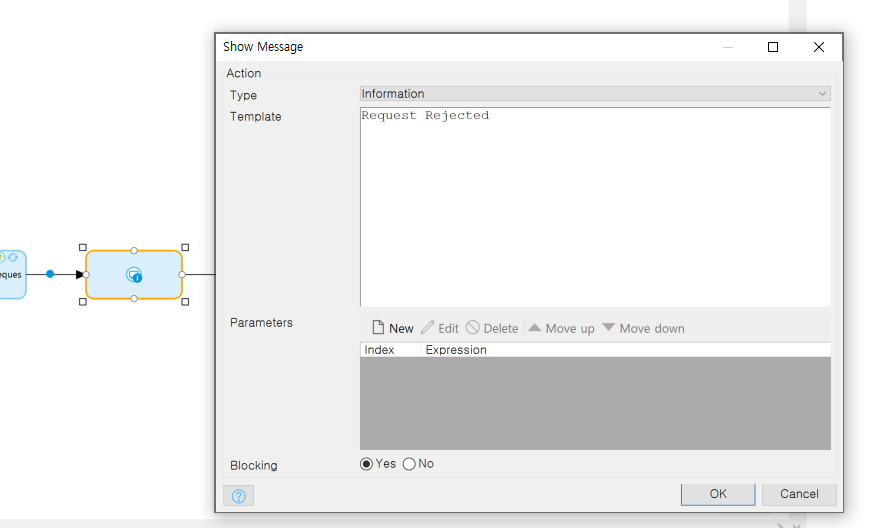 Show Message
Action
Type
Information
Template
Request Rejected
Parameters
New Edit Delete Move up Move down
Index Expression
Blocking
Yes No
OK Cancel